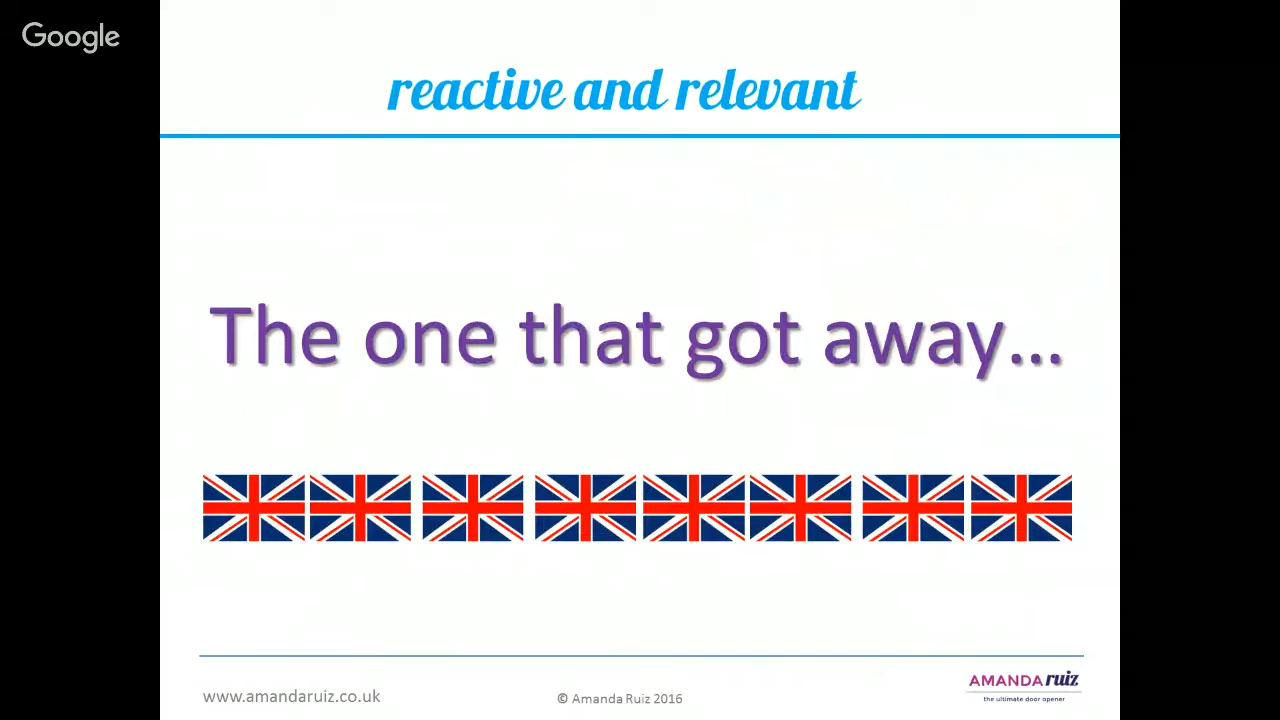 Google
reactive and relevant
The one that got away...
www.amandaruiz.co.uk
© Amanda Ruiz 2016
AMANDA ruiz
the ultimate door opener